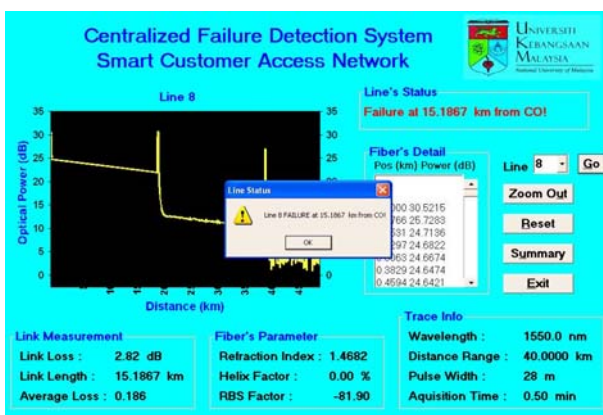 Centralized Failure Detection System
Smart Customer Access Network
UNIVERSITI
KEBANGSAAN
MALAYSIA
National University of Malaysia
Line 8
35
30
25
20
15
10
5
0
35
30
25
0
Optical Power (dB)
Distance (km)
Line's Status
Failure at 15.1867 km from CO!
Fiber's Detail
Pos (km) Power (dB)
000 30.5215
766 25.7283
531 24.7136
297 24.6822
063 24.6674
0.3829 24.6474
0.4594 24.6421
Line 8 Go
Zoom Out
Reset
Summary
Exit
Line Status
Line 8 FAILURE at 15.1867 km from CO!
OK
Link Measurement
Link Loss : 2.82 dB
Link Length : 15.1867 km
Average Loss : 0.186
Fiber's Parameter
Refraction Index : 1.4682
Helix Factor : 0.00 %
RBS Factor : -81.90
Trace Info
Wavelength : 1550.0 nm
Distance Range : 40.0000 km
Pulse Width : 28 m
Aquisition Time : 0.50 min